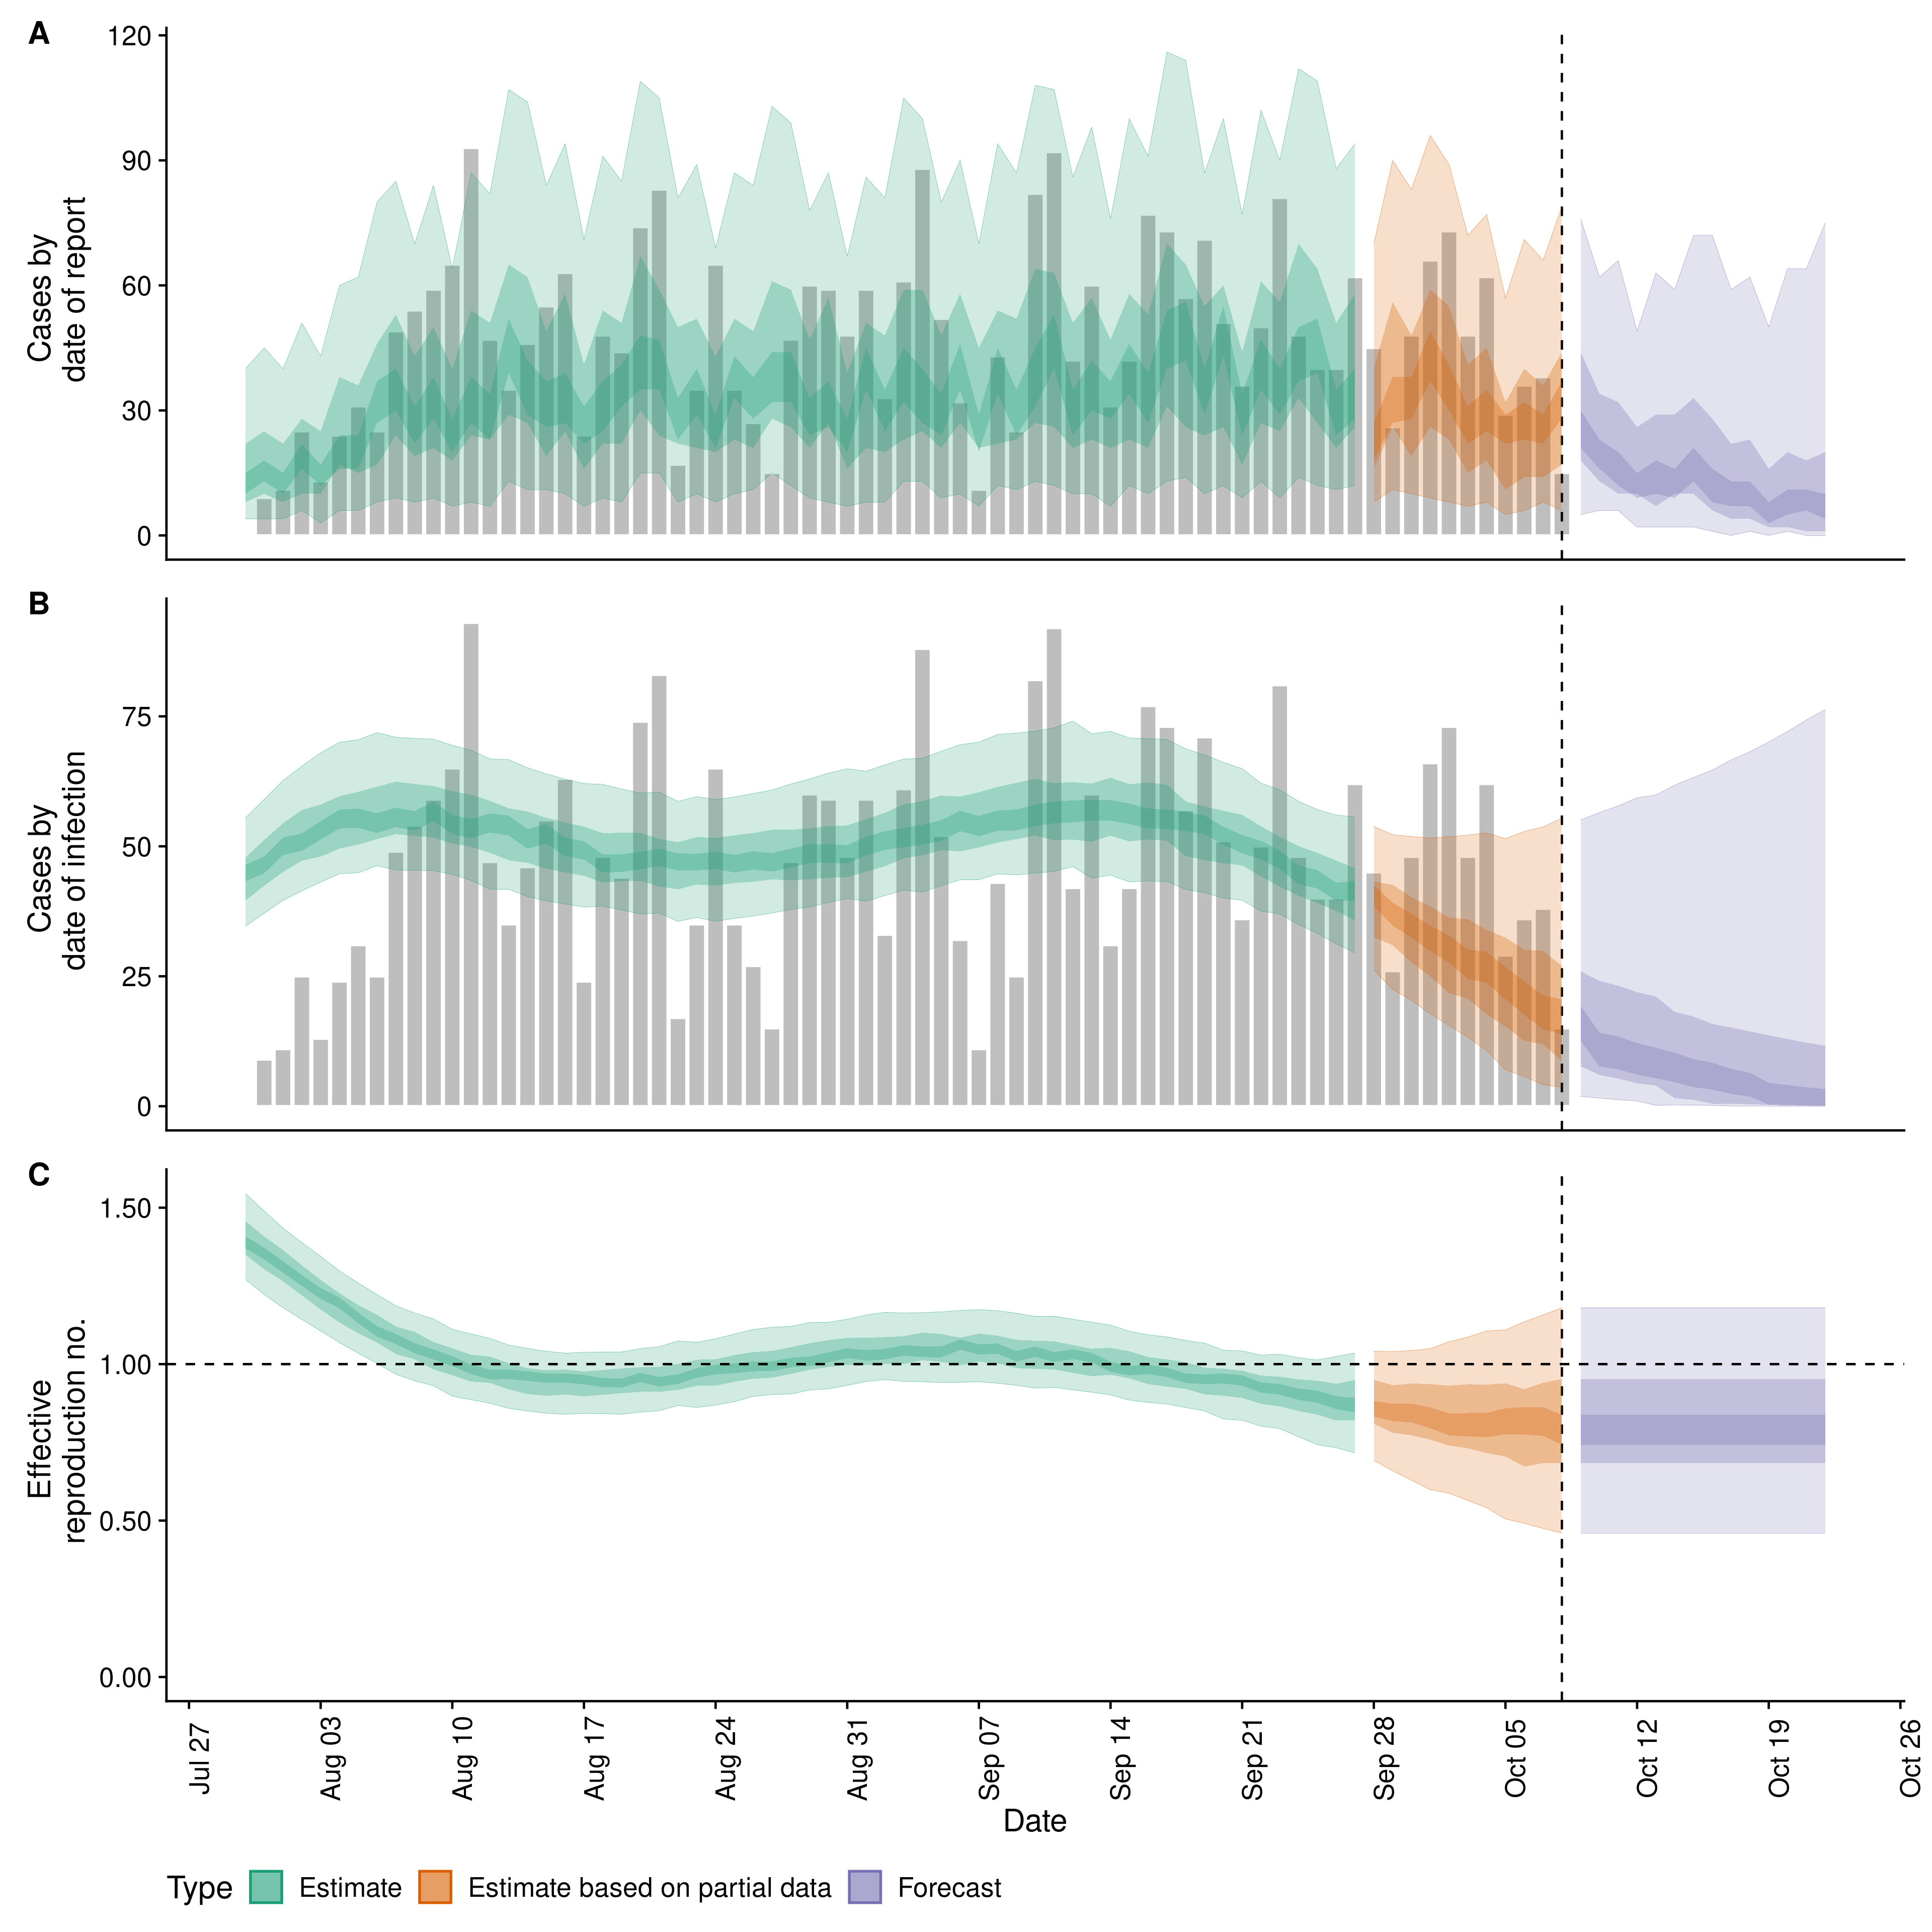 A
Cases by
date of report
120
90
60
30
0
B
Cases by
date of infection
75
50
25
0
C
Effective
reproduction no.
1.50
1.00
0.50
0.00
Jul 27
Aug 03
Aug 10
Aug 17
Aug 24
Aug 31
Sep 07
Sep 14
Sep 21
Sep 28
Oct 05
Oct 12
Oct 19
Oct 26
Date
Type Estimate Estimate based on partial data Forecast